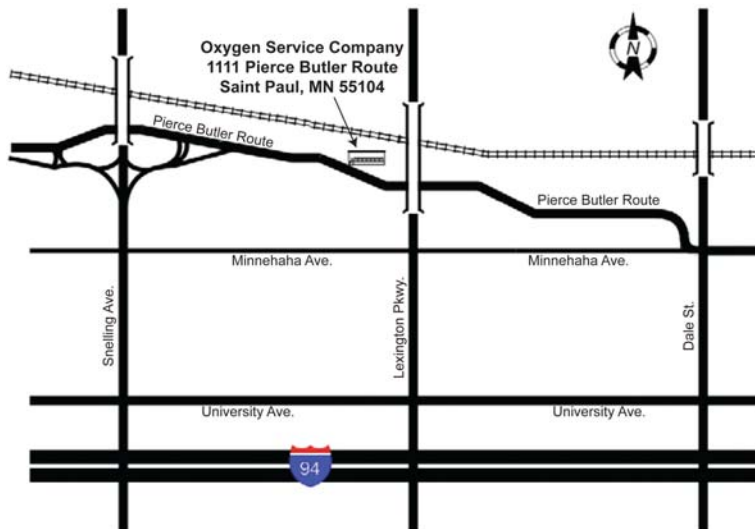 Oxygen Service Company
1111 Pierce Butler Route
Saint Paul, MN 55104
N
Pierce Butler Route
Pierce Butler Route
Minnehaha Ave.
Minnehaha Ave.
Snelling Ave.
Lexington Pkwy.
Dale St.
University Ave.
University Ave.
94